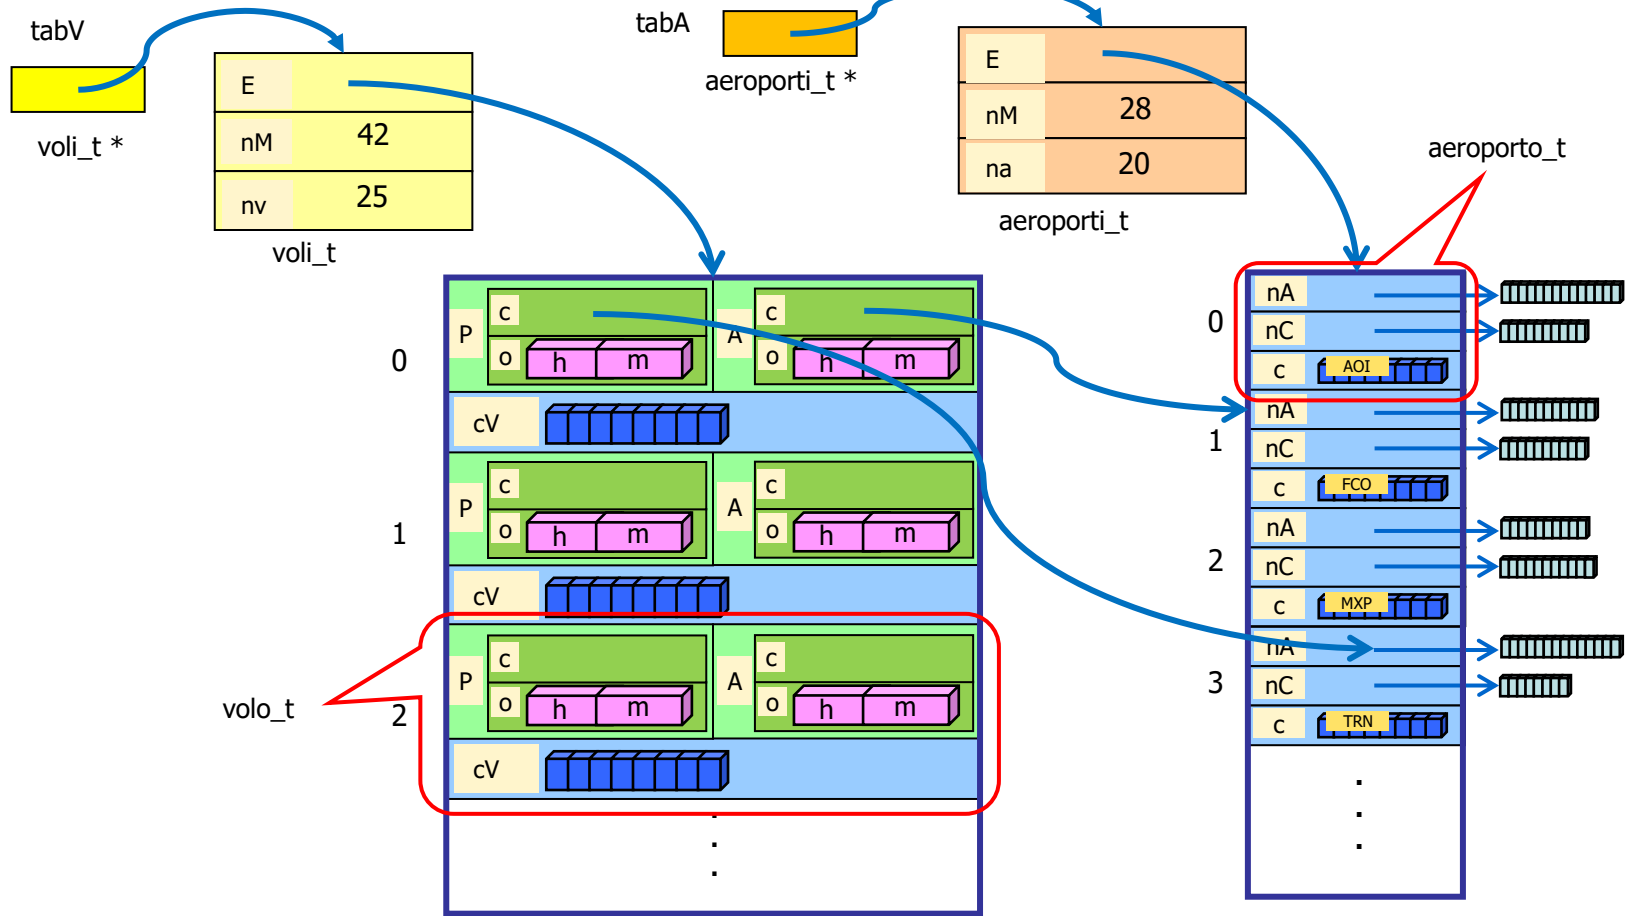 tabV
voli_t *
E
nM 42
nv 25
voli_t
tabA
aeroporti_t *
E
nM 28
na 20
aeroporti_t
aeroporto_t
0
P c A c
o h m o h m
cV
1
P c A c
o h m o h m
cV
volo_t
2
P c A c
o h m o h m
cV
.
.
.
0
nA
nC
c AOI
1
nA
nC
c FCO
2
nA
nC
c MXP
3
nA
nC
c TRN
.
.
.